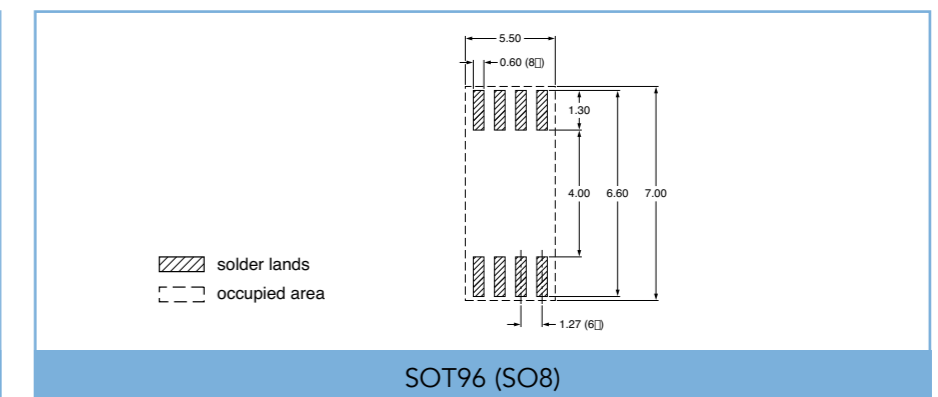 5.50
0.60 (8▯)
1.30
4.00 6.60 7.00
solder lands
occupied area
1.27 (6▯)
SOT96 (SO8)